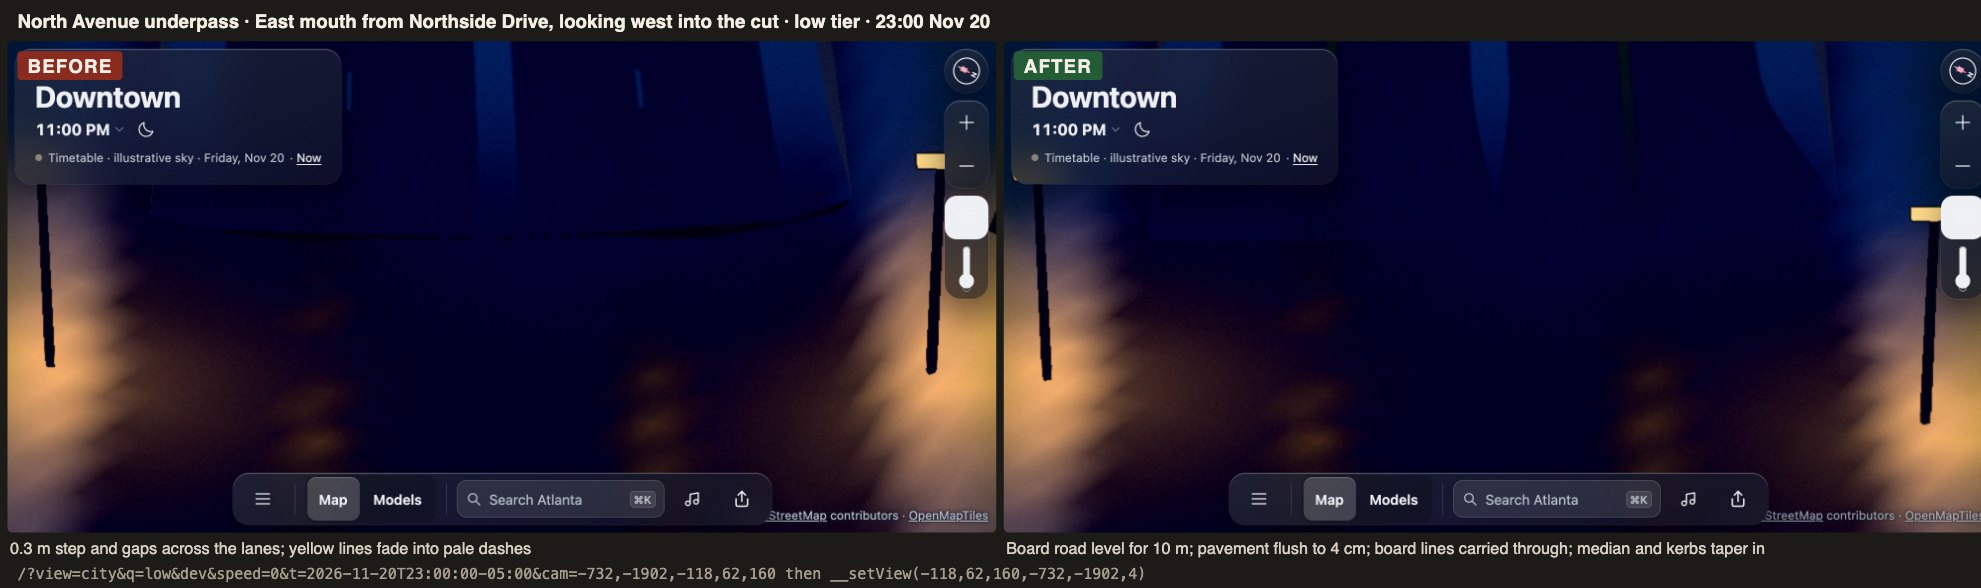 North Avenue underpass · East mouth from Northside Drive, looking west into the cut · low tier · 23:00 Nov 20
BEFORE
Downtown
11:00 PM
Timetable · illustrative sky · Friday, Nov 20 · Now
Map
Models
Search Atlanta
⌘K
StreetMap contributors · OpenMapTiles
AFTER
Downtown
11:00 PM
Timetable · illustrative sky · Friday, Nov 20 · Now
Map
Models
Search Atlanta
⌘K
StreetMap contributors · OpenMapTiles
0.3 m step and gaps across the lanes; yellow lines fade into pale dashes
Board road level for 10 m; pavement flush to 4 cm; board lines carried through; median and kerbs taper in
/?view=city&q=low&dev&speed=0&t=2026-11-20T23:00:00-05:00&cam=-732,-1902,-118,62,160 then __setView(-118,62,160,-732,-1902,4)